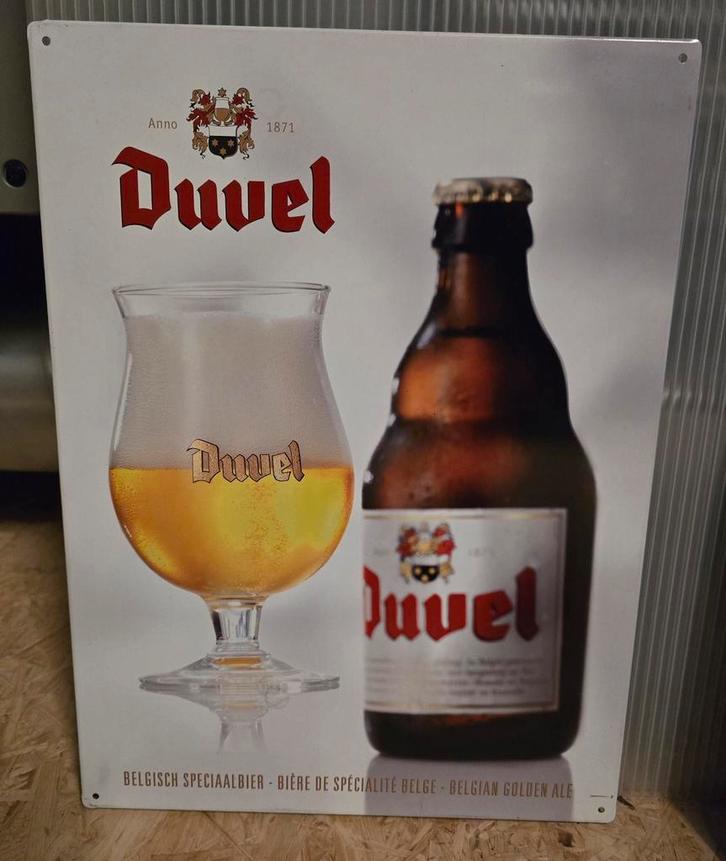 Anno 1871
Duvel
Duvel
Duvel
BELGISCH SPECIAALBIER - BIÈRE DE SPÉCIALITÉ BELGE - BELGIAN GOLDEN ALE